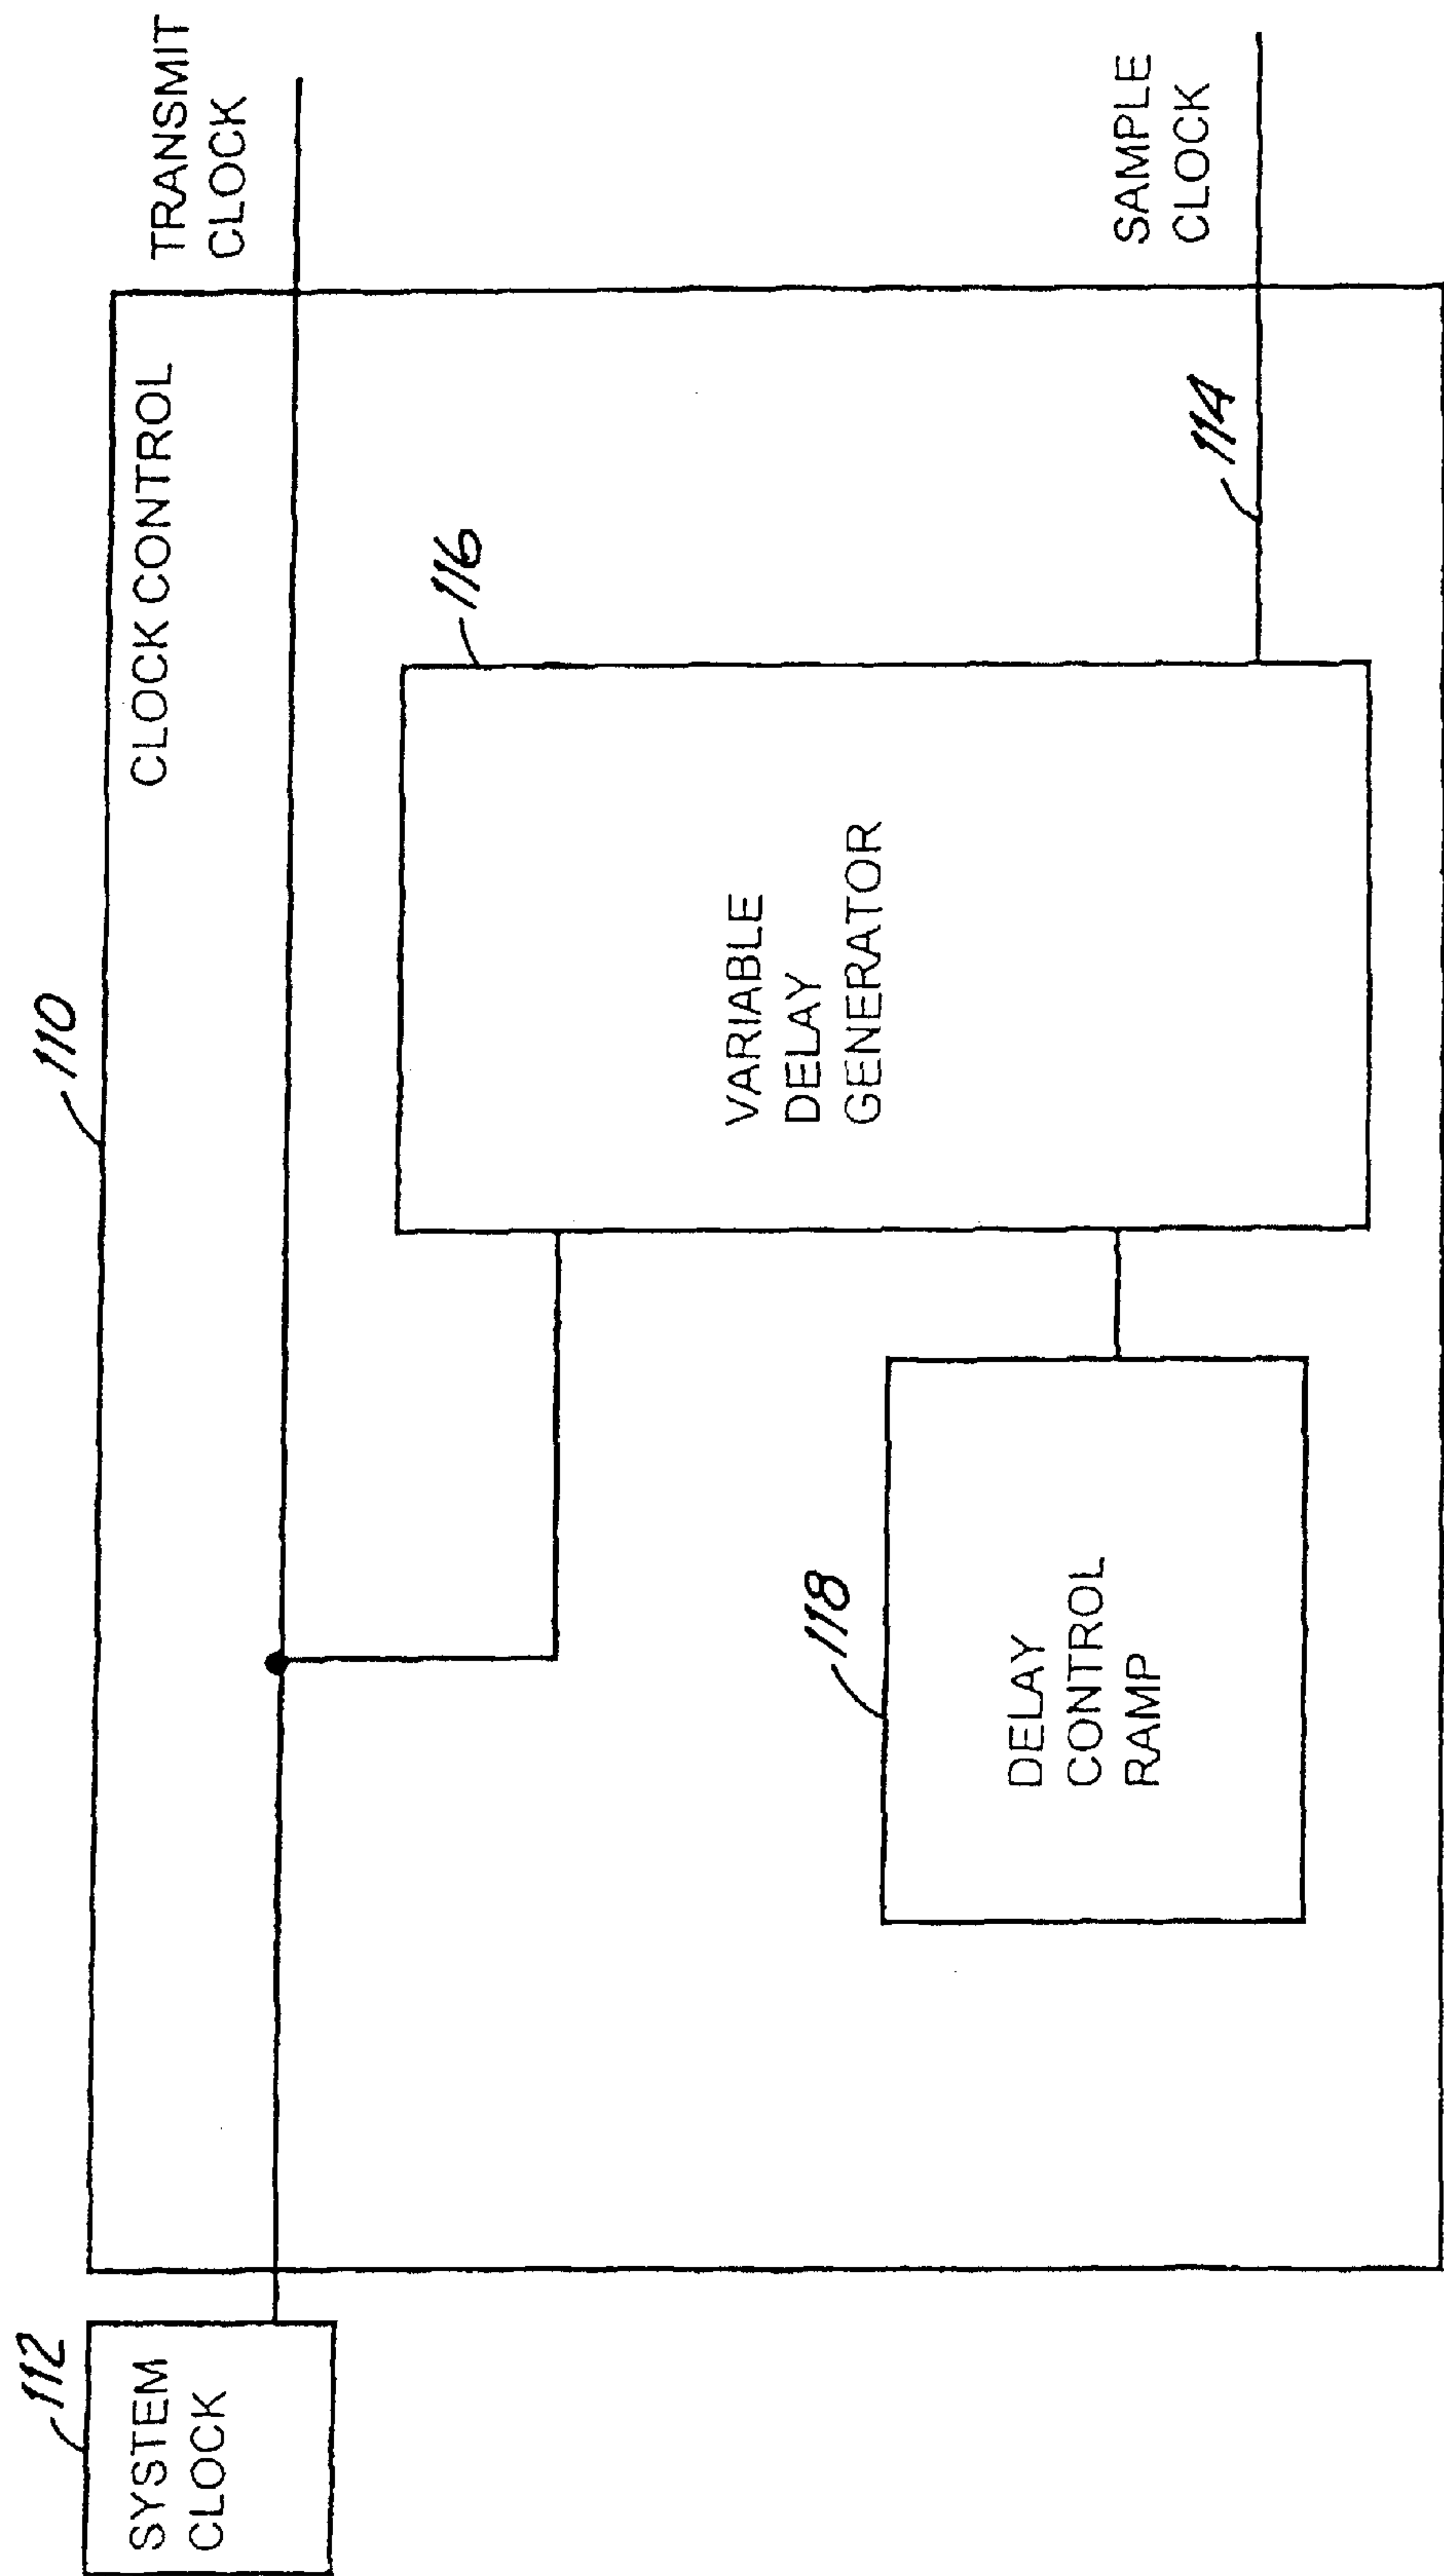 112
SYSTEM
CLOCK
110
CLOCK CONTROL
TRANSMIT
CLOCK
116
VARIABLE
DELAY
GENERATOR
118
DELAY
CONTROL
RAMP
114
SAMPLE
CLOCK